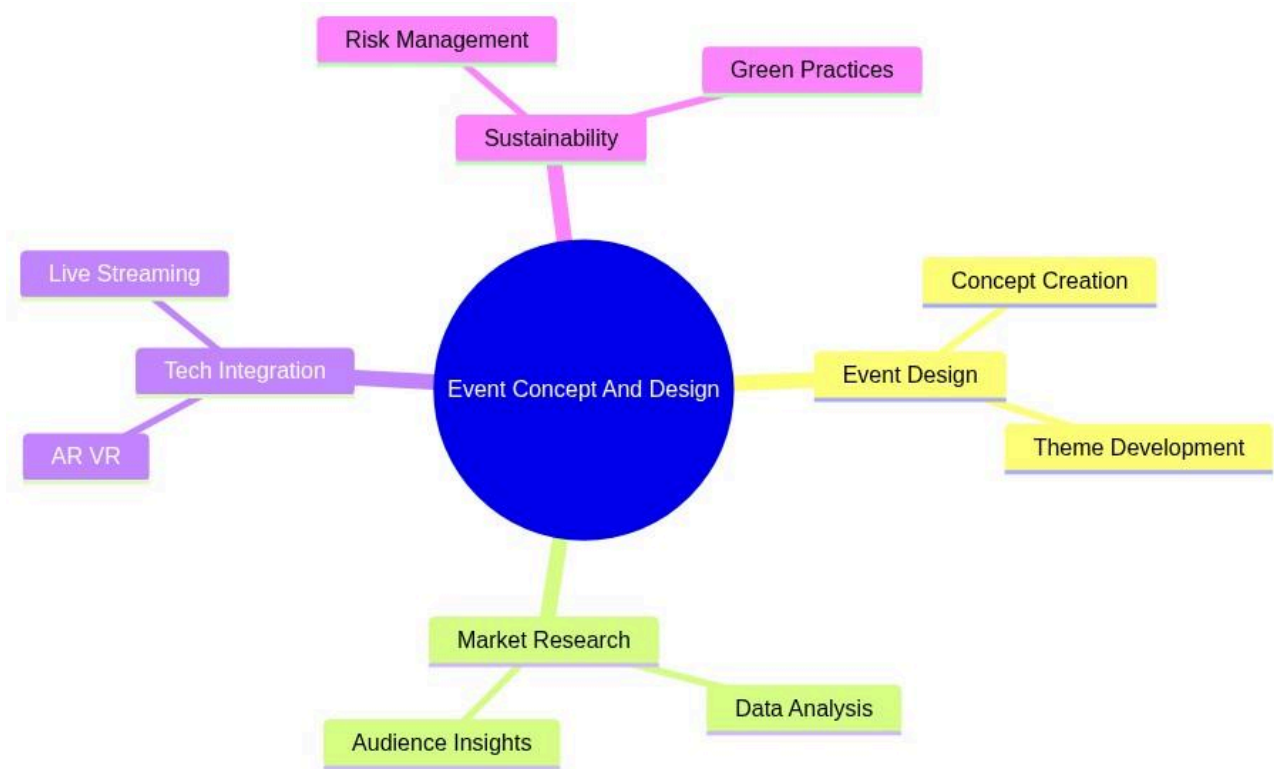 Risk Management
Green Practices
Sustainability
Live Streaming
Concept Creation
Tech Integration
Event Concept And Design
Event Design
AR VR
Theme Development
Market Research
Data Analysis
Audience Insights